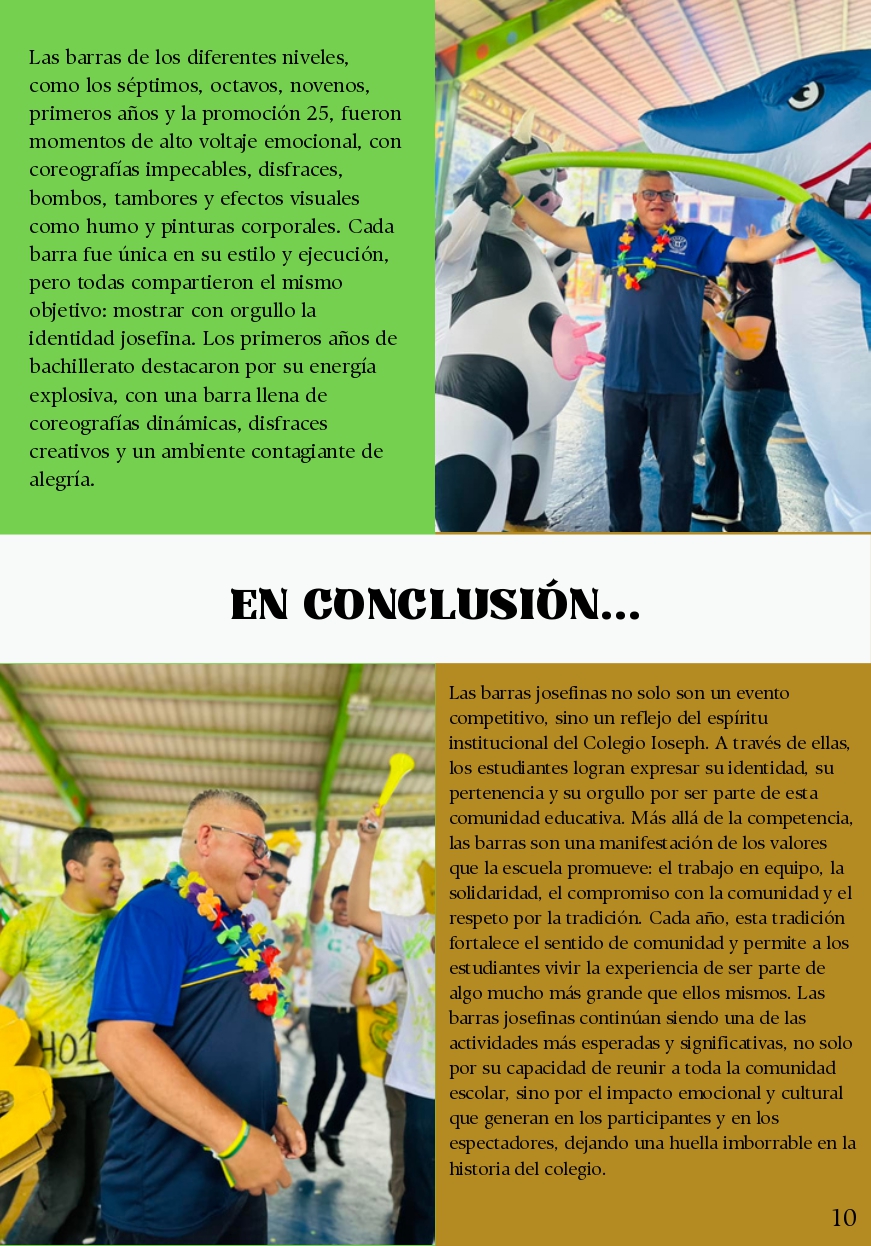 Las barras de los diferentes niveles,
como los séptimos, octavos, novenos,
primeros años y la promoción 25, fueron
momentos de alto voltaje emocional, con
coreografías impecables, disfraces,
bombos, tambores y efectos visuales
como humo y pinturas corporales. Cada
barra fue única en su estilo y ejecución,
pero todas compartieron el mismo
objetivo: mostrar con orgullo la
identidad josefina. Los primeros años de
bachillerato destacaron por su energía
explosiva, con una barra llena de
coreografías dinámicas, disfraces
creativos y un ambiente contagiante de
alegría.
EN CONCLUSIÓN...
Las barras josefinas no solo son un evento
competitivo, sino un reflejo del espíritu
institucional del Colegio Ioseph. A través de ellas,
los estudiantes logran expresar su identidad, su
pertenencia y su orgullo por ser parte de esta
comunidad educativa. Más allá de la competencia,
las barras son una manifestación de los valores
que la escuela promueve: el trabajo en equipo, la
solidaridad, el compromiso con la comunidad y el
respeto por la tradición. Cada año, esta tradición
fortalece el sentido de comunidad y permite a los
estudiantes vivir la experiencia de ser parte de
algo mucho más grande que ellos mismos. Las
barras josefinas continúan siendo una de las
actividades más esperadas y significativas, no solo
por su capacidad de reunir a toda la comunidad
escolar, sino por el impacto emocional y cultural
que generan en los participantes y en los
espectadores, dejando una huella imborrable en la
historia del colegio.
10